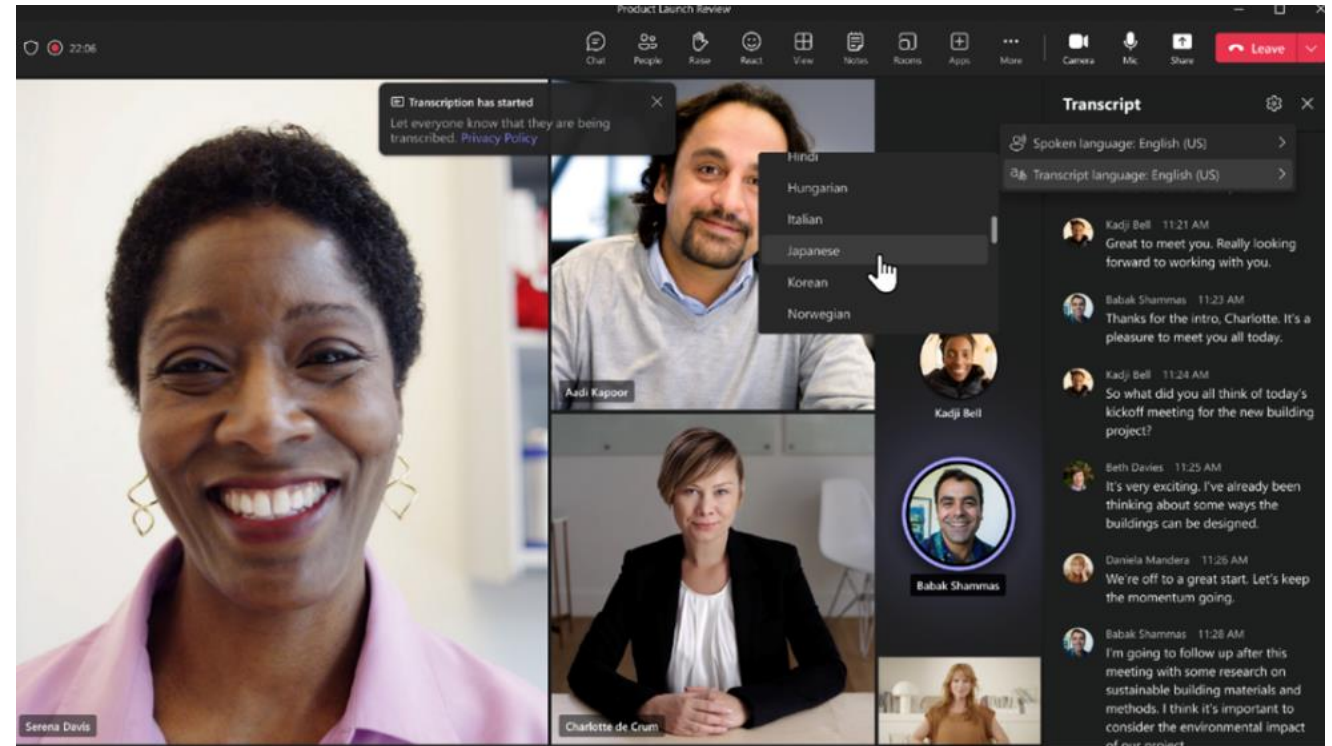 Product Launch Review
22:06
Chat
People
Raise
React
View
Notes
Rooms
Apps
More
Camera
Mic
Share
Leave
Transcription has started
Let everyone know that they are being
transcribed. Privacy Policy
Hindi
Hungarian
Italian
Japanese
Korean
Norwegian
Serena Davis
Aadi Kapoor
Charlotte de Crum
Kadji Bell
Babak Shammas
Transcript
Spoken language: English (US)
Transcript language: English (US)
Kadji Bell 11:21 AM
Great to meet you. Really looking
forward to working with you.
Babak Shammas 11:23 AM
Thanks for the intro, Charlotte. It's a
pleasure to meet you all today.
Kadji Bell 11:24 AM
So what did you all think of today's
kickoff meeting for the new building
project?
Beth Davies 11:25 AM
It's very exciting. I've already been
thinking about some ways the
buildings can be designed.
Daniela Mandera 11:26 AM
We're off to a great start. Let's keep
the momentum going.
Babak Shammas 11:28 AM
I'm going to follow up after this
meeting with some research on
sustainable building materials and
methods. I think it's important to
consider the environmental impact
of our project